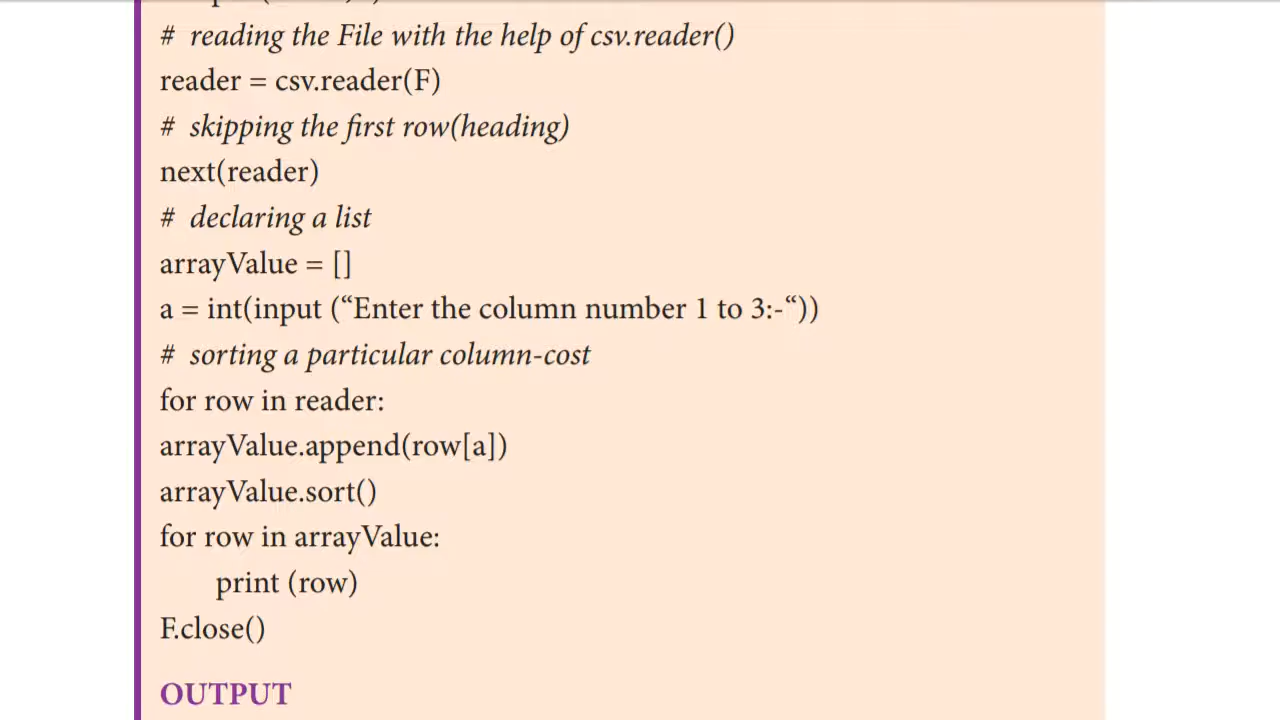 # reading the File with the help of csv.reader()
reader = csv.reader(F)
# skipping the first row(heading)
next(reader)
# declaring a list
arrayValue = []
a = int(input (“Enter the column number 1 to 3:-“))
# sorting a particular column-cost
for row in reader:
arrayValue.append(row[a])
arrayValue.sort()
for row in arrayValue:
print (row)
F.close()
OUTPUT